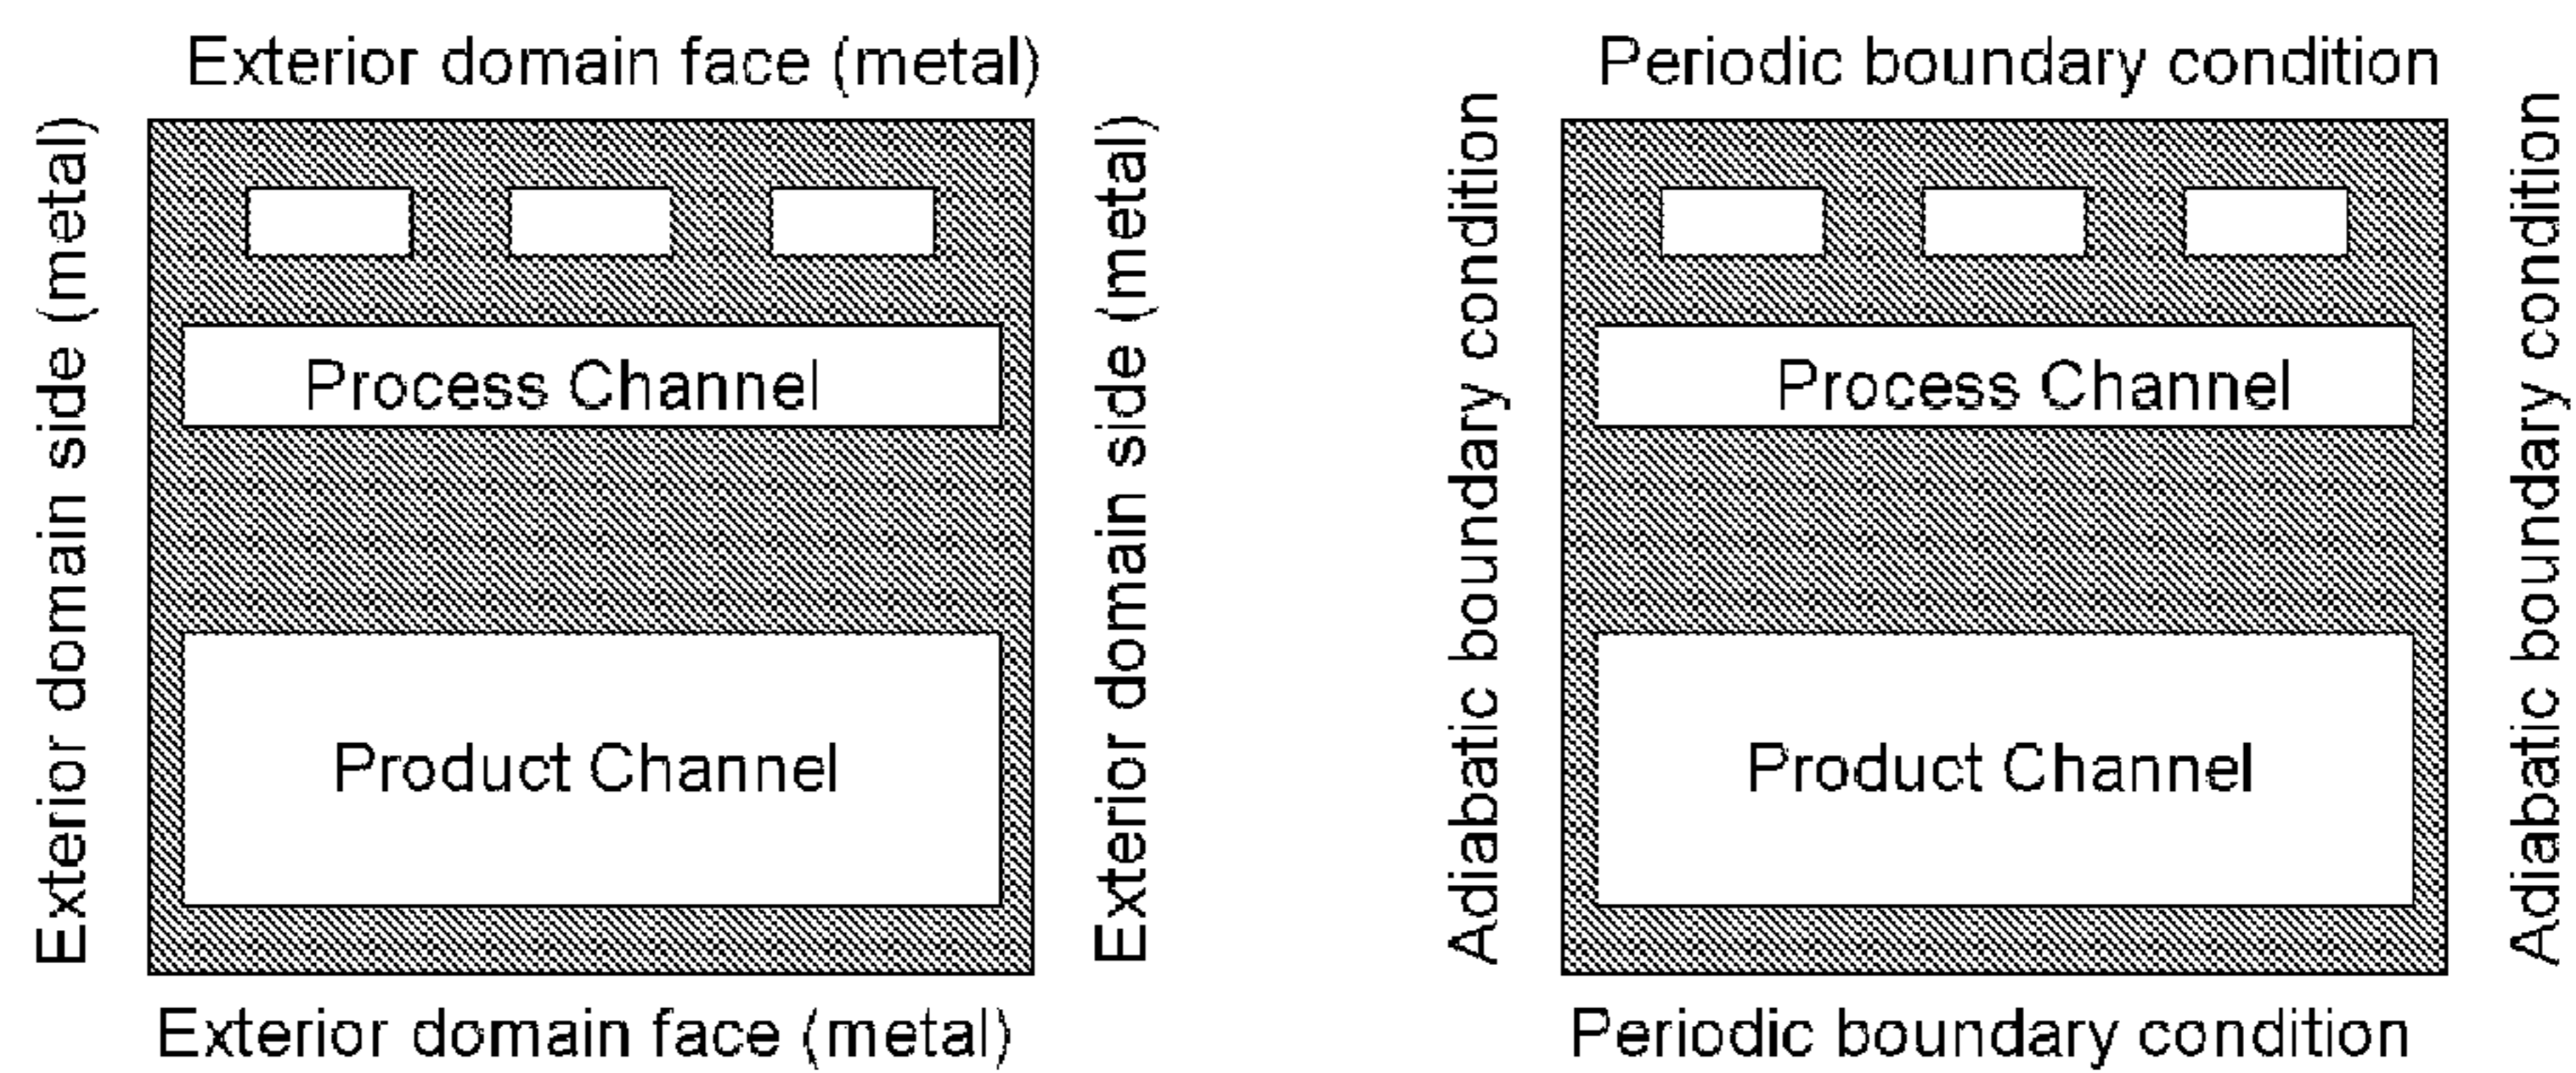 Exterior domain face (metal)
Exterior domain side (metal)
Process Channel
Product Channel
Exterior domain side (metal)
Exterior domain face (metal)
Periodic boundary condition
Adiabatic boundary condition
Process Channel
Product Channel
Adiabatic boundary condition
Periodic boundary condition